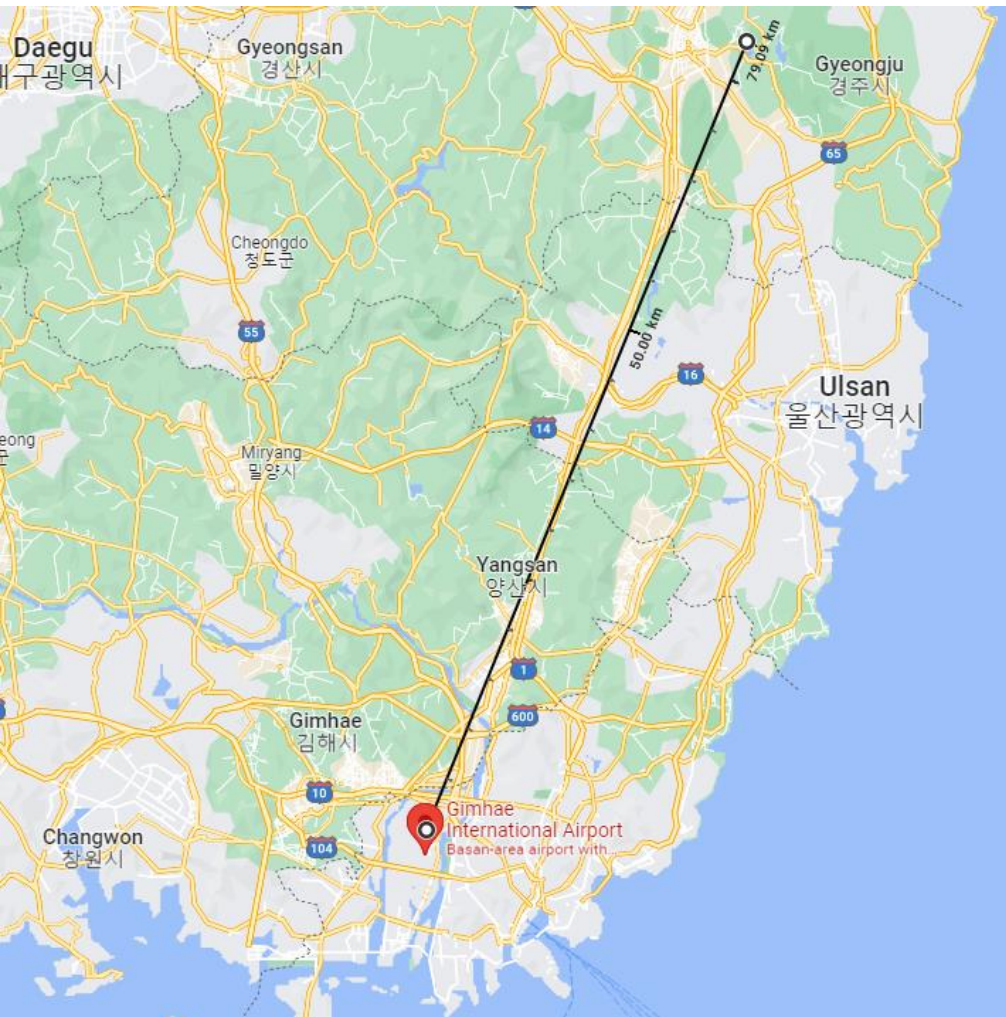 Daegu
대구광역시
Gyeongsan
경산시
79.09 km
Gyeongju
경주시
65
Cheongdo
청도군
55
50.00 km
16
Ulsan
울산광역시
14
eong
군
Miryang
밀양시
Yangsan
양산시
1
600
Gimhae
김해시
10
Gimhae
International Airport
Basan-area airport with...
Changwon
창원시
104